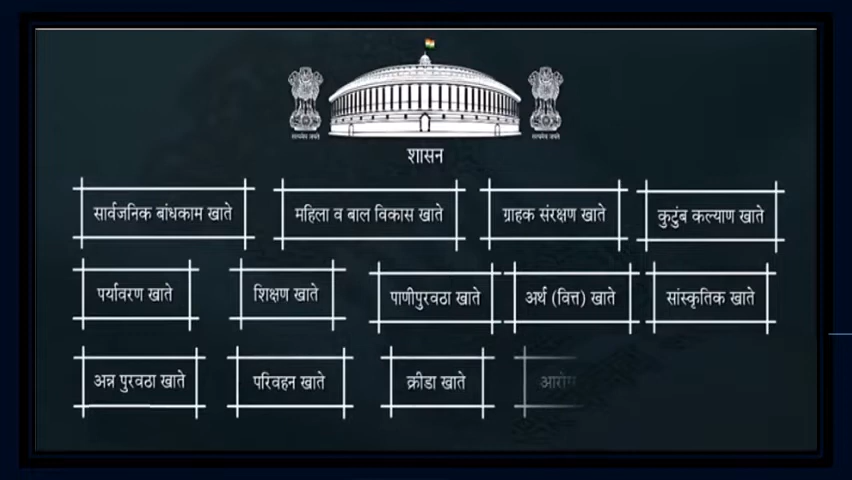 शासन
सार्वजनिक बांधकाम खाते
महिला व बाल विकास खाते
ग्राहक संरक्षण खाते
कुटुंब कल्याण खाते
पर्यावरण खाते
शिक्षण खाते
पाणीपुरवठा खाते
अर्थ (वित्त) खाते
सांस्कृतिक खाते
अन्न पुरवठा खाते
परिवहन खाते
क्रीडा खाते